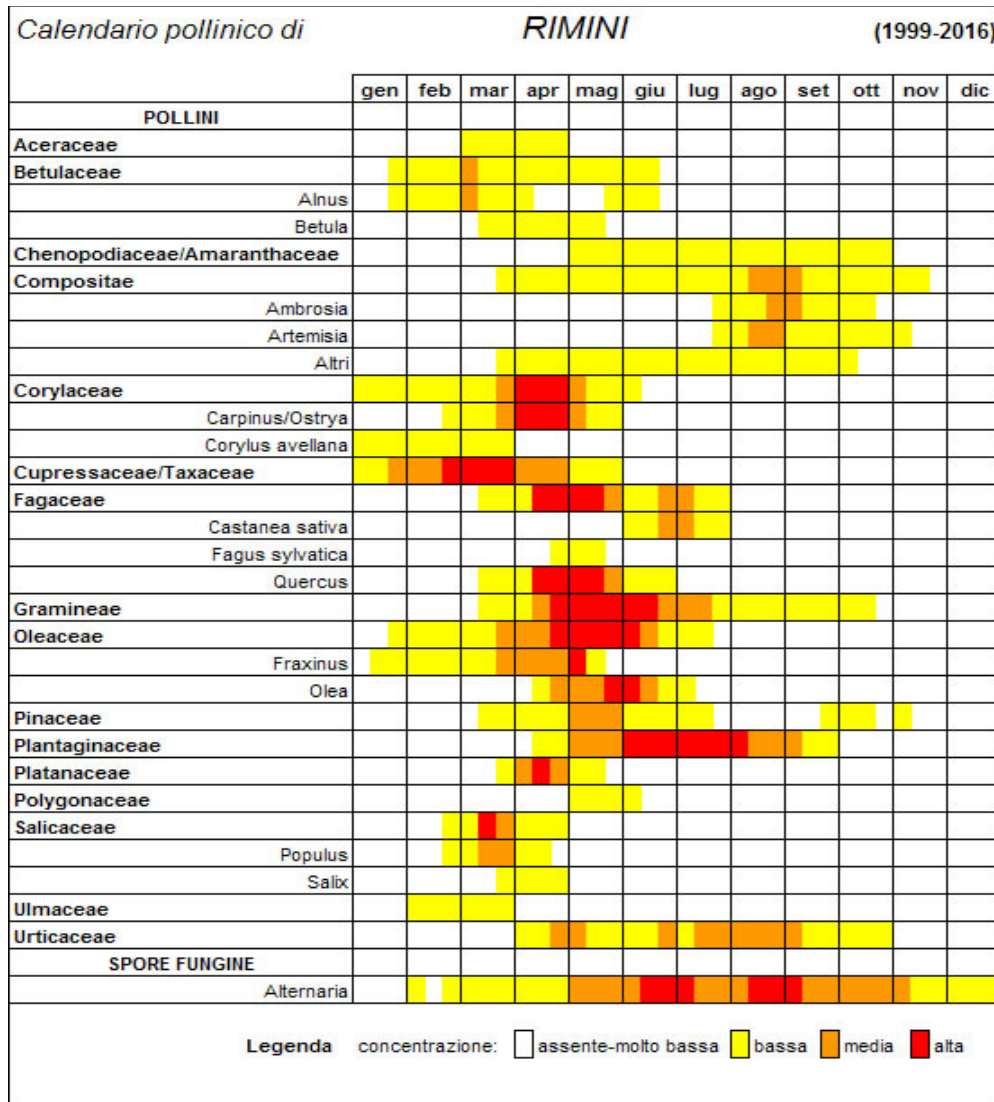 Calendario pollinico di RIMINI (1999-2016)
gen feb mar apr mag giu lug ago set ott nov dic
POLLINI
Aceraceae
Betulaceae
Alnus
Betula
Chenopodiaceae/Amaranthaceae
Compositae
Ambrosia
Artemisia
Altri
Corylaceae
Carpinus/Ostrya
Corylus avellana
Cupressaceae/Taxaceae
Fagaceae
Castanea sativa
Fagus sylvatica
Quercus
Gramineae
Oleaceae
Fraxinus
Olea
Pinaceae
Plantaginaceae
Platanaceae
Polygonaceae
Salicaceae
Populus
Salix
Ulmaceae
Urticaceae
SPORE FUNGINE
Alternaria
Legenda concentrazione: assente-molto bassa bassa media alta